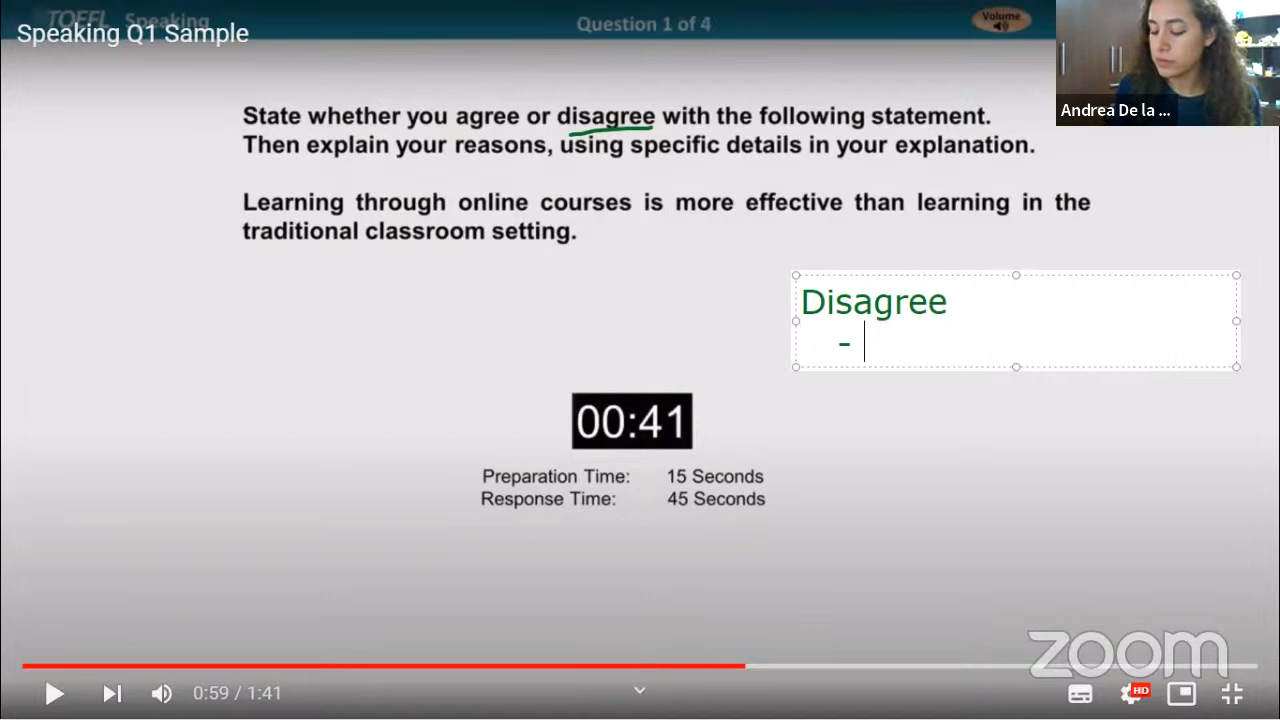 TOEFL Speaking
Question 1 of 4
Volume
Speaking Q1 Sample
Andrea De la ...
State whether you agree or disagree with the following statement.
Then explain your reasons, using specific details in your explanation.
Learning through online courses is more effective than learning in the
traditional classroom setting.
Disagree
-
00:41
Preparation Time: 15 Seconds
Response Time: 45 Seconds
zoom
0:59 / 1:41
HD